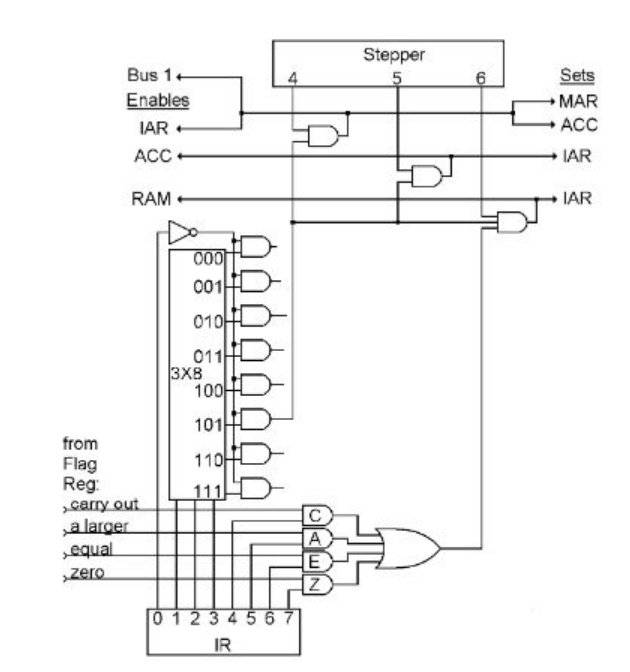 Stepper
4 5 6
Bus 1
Sets
Enables
MAR
IAR
ACC
ACC
IAR
RAM
IAR
000
001
010
011
3X8
100
101
110
111
from
Flag
Reg:
carry out
C
a larger
A
equal
E
zero
Z
0 1 2 3 4 5 6 7
IR